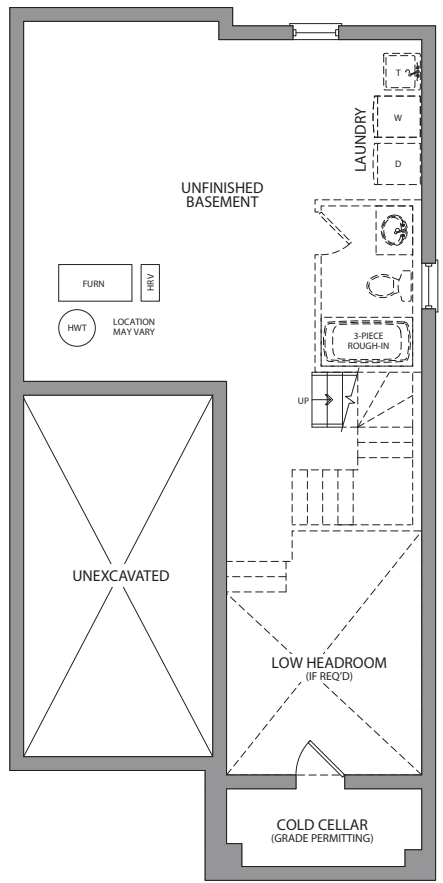 T
W
LAUNDRY
D
UNFINISHED
BASEMENT
FURN
HRV
HWT
LOCATION
MAY VARY
3-PIECE
ROUGH-IN
UP
UNEXCAVATED
LOW HEADROOM
(IF REQ'D)
COLD CELLAR
(GRADE PERMITTING)